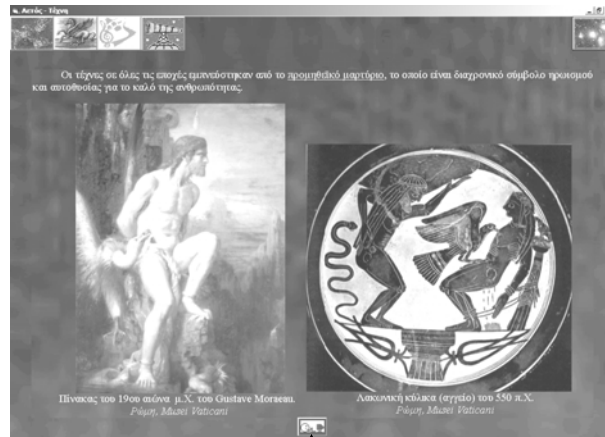 Αετός - Τέχνη
Οι τέχνες σε όλες τις εποχές εμπνεύστηκαν από το προμηθεϊκό μαρτύριο, το οποίο είναι διαχρονικό σύμβολο ηρωισμού
και αυτοθυσίας για το καλό της ανθρωπότητας.
Πίνακας του 19ου αιώνα μ.Χ. του Gustave Moraeau.
Ρώμη, Musei Vaticani
Λακωνική κύλικα (αγγείο) του 550 π.Χ.
Ρώμη, Musei Vaticani